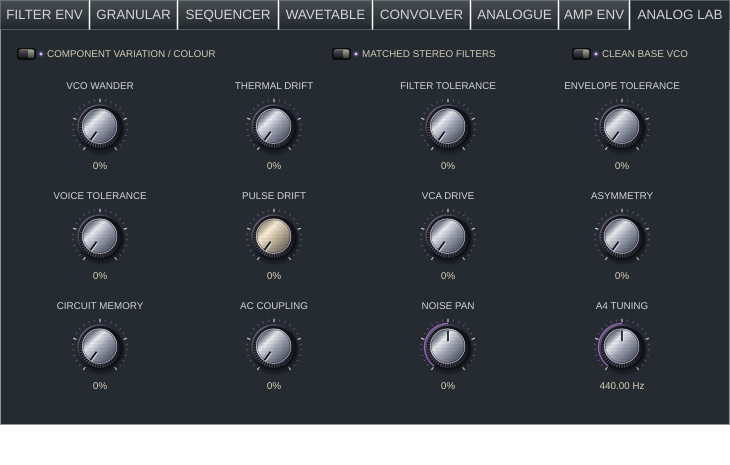 FILTER ENV GRANULAR SEQUENCER WAVETABLE CONVOLVER ANALOGUE AMP ENV ANALOG LAB
COMPONENT VARIATION / COLOUR MATCHED STEREO FILTERS CLEAN BASE VCO
VCO WANDER THERMAL DRIFT FILTER TOLERANCE ENVELOPE TOLERANCE
0% 0% 0% 0%
VOICE TOLERANCE PULSE DRIFT VCA DRIVE ASYMMETRY
0% 0% 0% 0%
CIRCUIT MEMORY AC COUPLING NOISE PAN A4 TUNING
0% 0% 0% 440.00 Hz